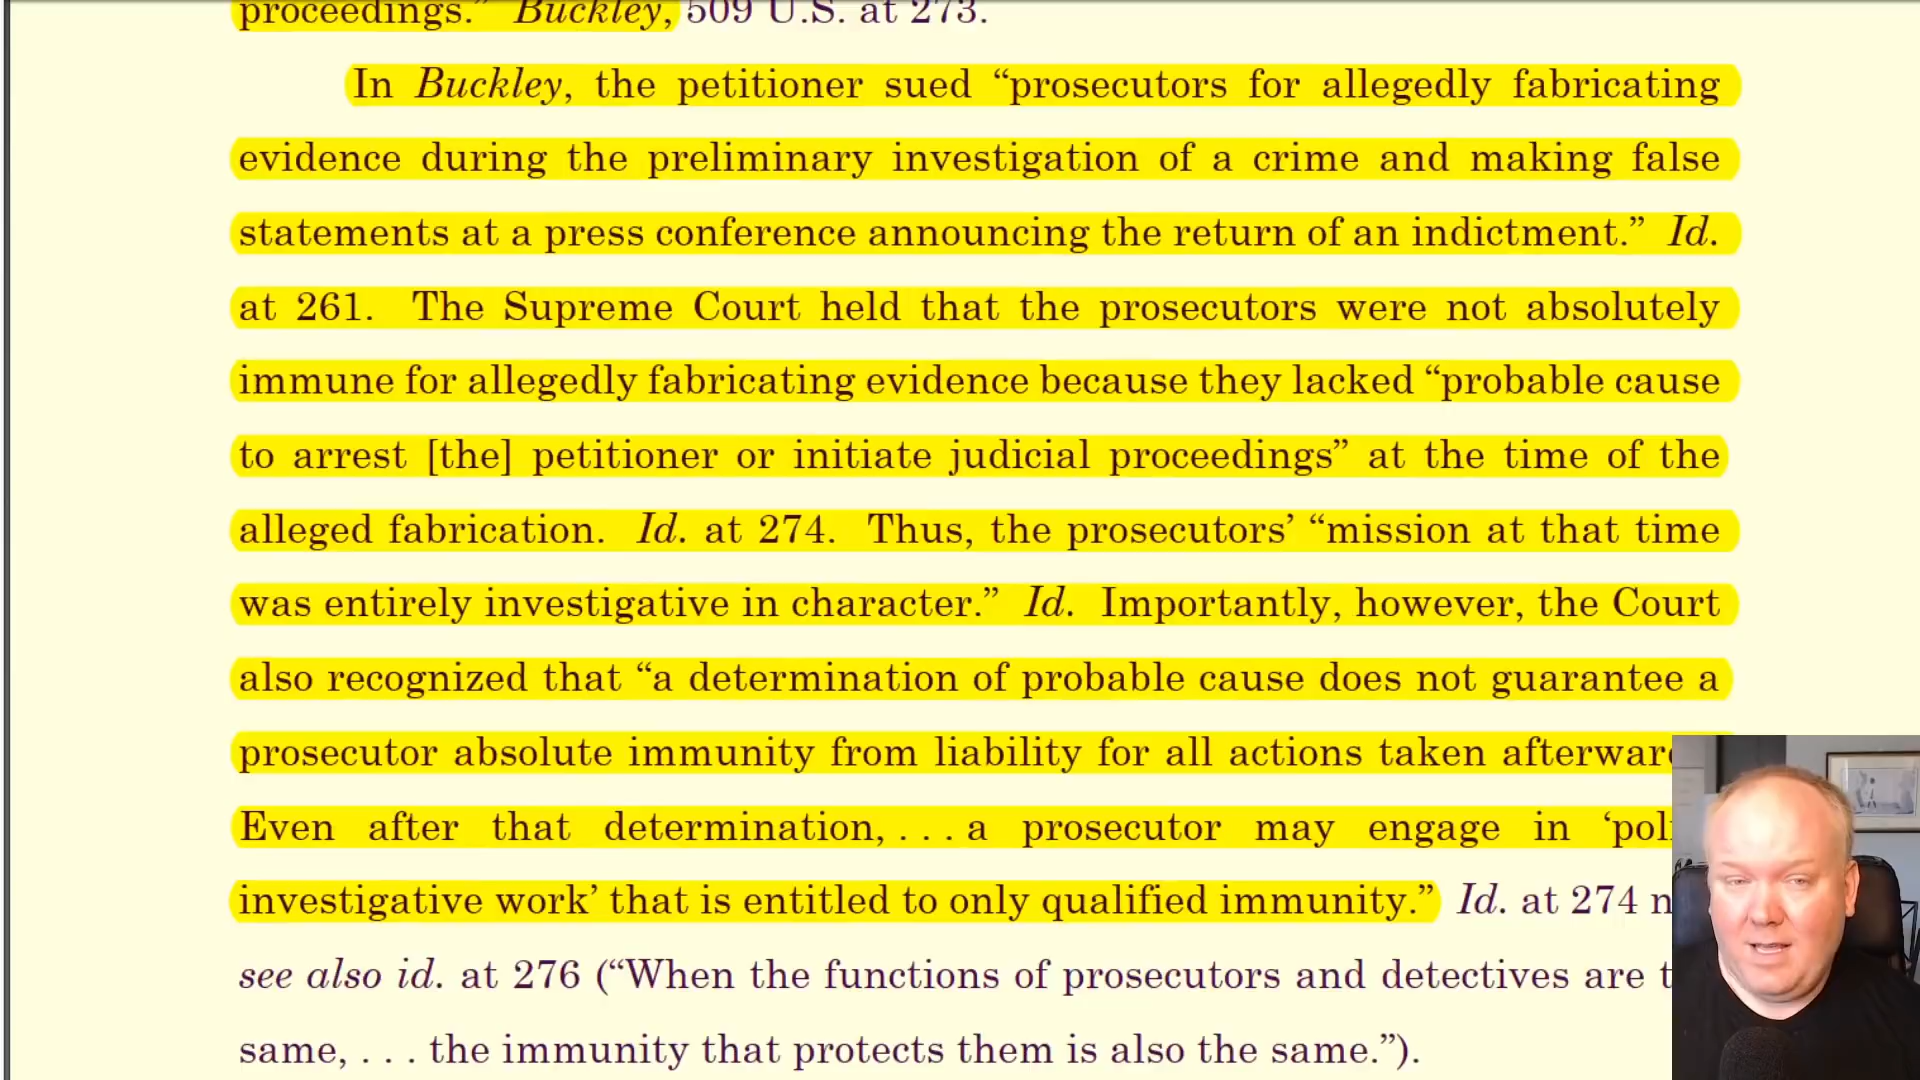 proceedings.” Buckley, 509 U.S. at 273.
In Buckley, the petitioner sued “prosecutors for allegedly fabricating
evidence during the preliminary investigation of a crime and making false
statements at a press conference announcing the return of an indictment.” Id.
at 261. The Supreme Court held that the prosecutors were not absolutely
immune for allegedly fabricating evidence because they lacked “probable cause
to arrest [the] petitioner or initiate judicial proceedings” at the time of the
alleged fabrication. Id. at 274. Thus, the prosecutors’ “mission at that time
was entirely investigative in character.” Id. Importantly, however, the Court
also recognized that “a determination of probable cause does not guarantee a
prosecutor absolute immunity from liability for all actions taken
Even after that determination, . . . a prosecutor may engage in
investigative work’ that is entitled to only qualified immunity.” Id. at 274
see also id. at 276 (“When the functions of prosecutors and detectives are
same, . . . the immunity that protects them is also the same.”).